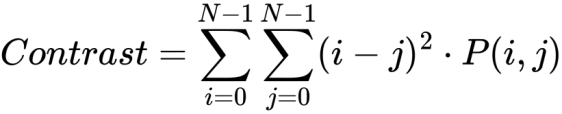 Contrast = \sum_{i=0}^{N-1} \sum_{j=0}^{N-1} (i - j)^2 \cdot P(i, j)